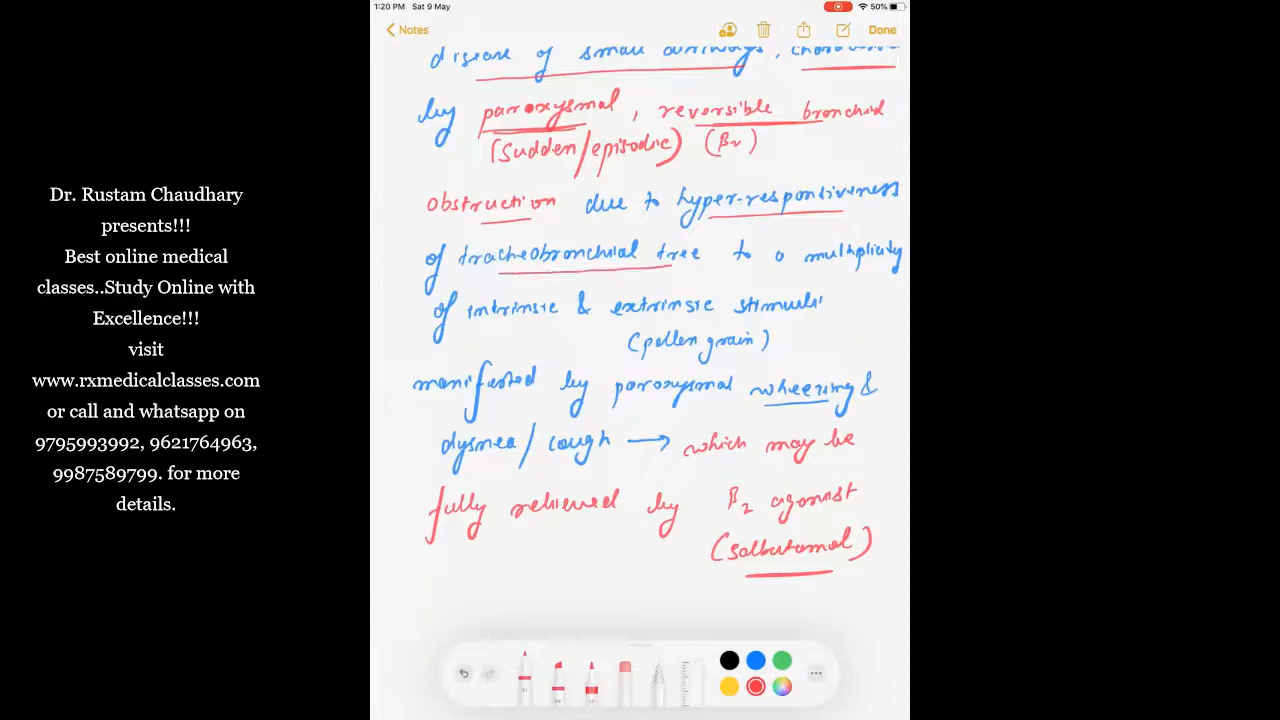 1:20 PM Sat 9 May
50%
Notes
Done
Dr. Rustam Chaudhary
presents!!!
Best online medical
classes..Study Online with
Excellence!!!
visit
www.rxmedicalclasses.com
or call and whatsapp on
9795993992, 9621764963,
9987589799. for more
details.
disease of small airways,
by paroxysmal, reversible bronchial
(sudden/episodic) (β2)
obstruction due to hyper-responsiveness
of tracheobronchial tree to a multiplicity
of intrinsic & extrinsic stimuli
(pollen grain)
manifested by paroxysmal wheezing &
dyspnea/cough → which may be
fully relieved by β2 agonist
(salbutamol)